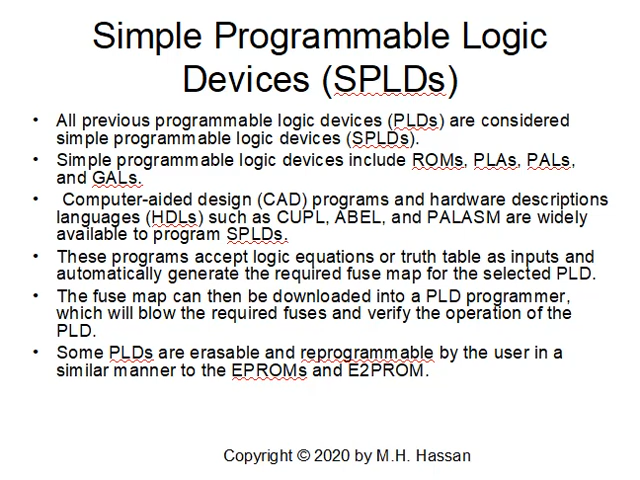 Simple Programmable Logic
Devices (SPLDs)
• All previous programmable logic devices (PLDs) are considered
simple programmable logic devices (SPLDs).
• Simple programmable logic devices include ROMs, PLAs, PALs,
and GALs.
• Computer-aided design (CAD) programs and hardware descriptions
languages (HDLs) such as CUPL, ABEL, and PALASM are widely
available to program SPLDs.
• These programs accept logic equations or truth table as inputs and
automatically generate the required fuse map for the selected PLD.
• The fuse map can then be downloaded into a PLD programmer,
which will blow the required fuses and verify the operation of the
PLD.
• Some PLDs are erasable and reprogrammable by the user in a
similar manner to the EPROMs and E2PROM.
Copyright © 2020 by M.H. Hassan